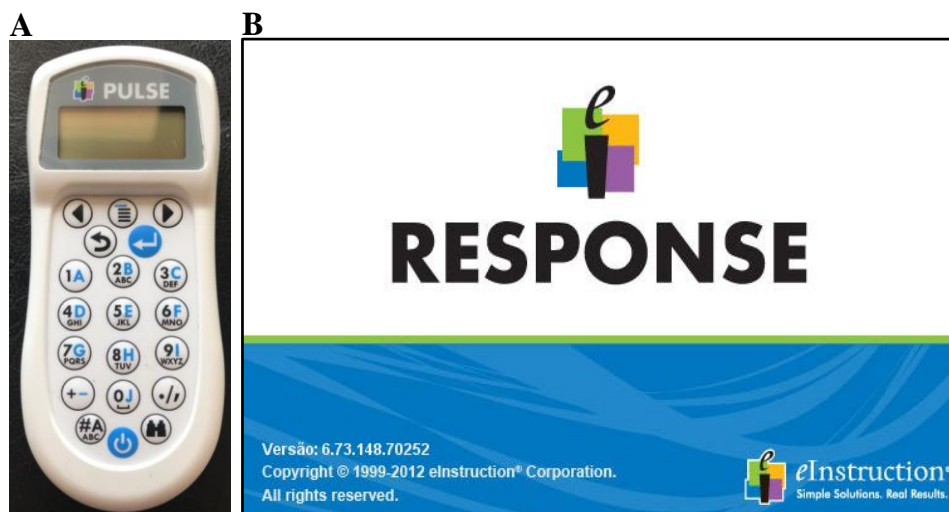 A
PULSE
1A
2B
ABC
3C
DEF
4D
GHI
5E
JKL
6F
MNO
7G
PQRS
8H
TUV
9I
WXYZ
+-
0J
./,
#A
ABC
B
e
i
RESPONSE
Versão: 6.73.148.70252
Copyright © 1999-2012 eInstruction® Corporation.
All rights reserved.
eInstruction®
Simple Solutions. Real Results.